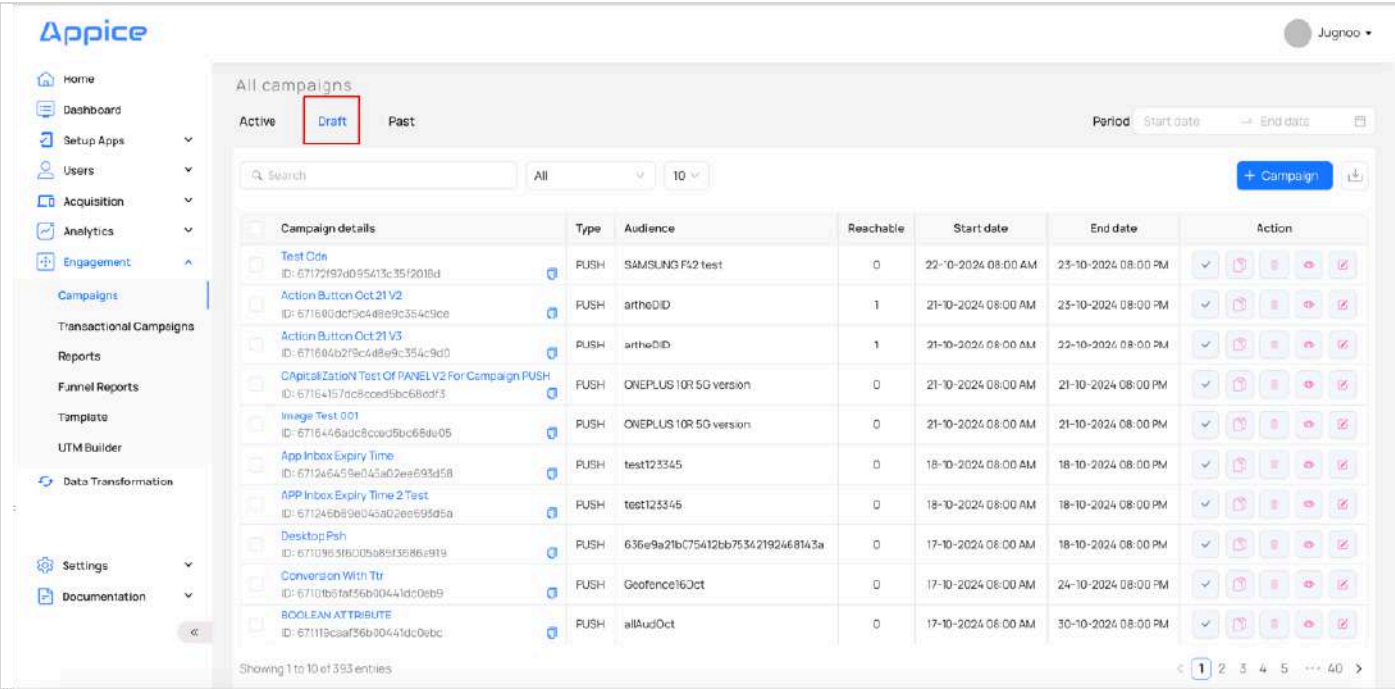 Appice
Jugnoo
Home
Dashboard
Setup Apps
Users
Acquisition
Analytics
Engagement
Campaigns
Transactional Campaigns
Reports
Funnel Reports
Template
UTM Builder
Data Transformation
Settings
Documentation
All campaigns
Active Draft Past Period Start date End date
Search All 10 + Campaign
Campaign details Type Audience Reachable Start date End date Action
Test Cdn
PUSH SAMSUNG F42 test 0 22-10-2024 08:00 AM 23-10-2024 08:00 PM
ID: 67172f97d095413c35f2018d
Action Button Oct 21 V2
PUSH artheDID 1 21-10-2024 08:00 AM 23-10-2024 08:00 PM
ID:
Action Button Oct 21 V3
PUSH artheDID 1 21-10-2024 08:00 AM 22-10-2024 08:00 PM
ID:
CApitaliZatioN Test Of PANEL V2 For Campaign PUSH
PUSH ONEPLUS 10R 5G version 0 21-10-2024 08:00 AM 21-10-2024 08:00 PM
ID:
Image Test 001
PUSH ONEPLUS 10R 5G version 0 21-10-2024 08:00 AM 21-10-2024 08:00 PM
ID:
App Inbox Expiry Time
PUSH test123345 0 18-10-2024 08:00 AM 18-10-2024 08:00 PM
ID: 671246459e045a02ee693d58
APP Inbox Expiry Time 2 Test
PUSH test123345 0 18-10-2024 08:00 AM 18-10-2024 08:00 PM
ID: 671246b89e045a02ee693d5a
Desktop Psh
PUSH 636e9a21b075412bb75342192468143a 0 17-10-2024 08:00 AM 18-10-2024 08:00 PM
ID:
Conversion With Ttr
PUSH Geofence16Oct 0 17-10-2024 08:00 AM 24-10-2024 08:00 PM
ID:
BOOLEAN ATTRIBUTE
PUSH allAudOct 0 17-10-2024 08:00 AM 30-10-2024 08:00 PM
ID:
Showing 1 to 10 of 393 entries
1 2 3 4 5 ••• 40